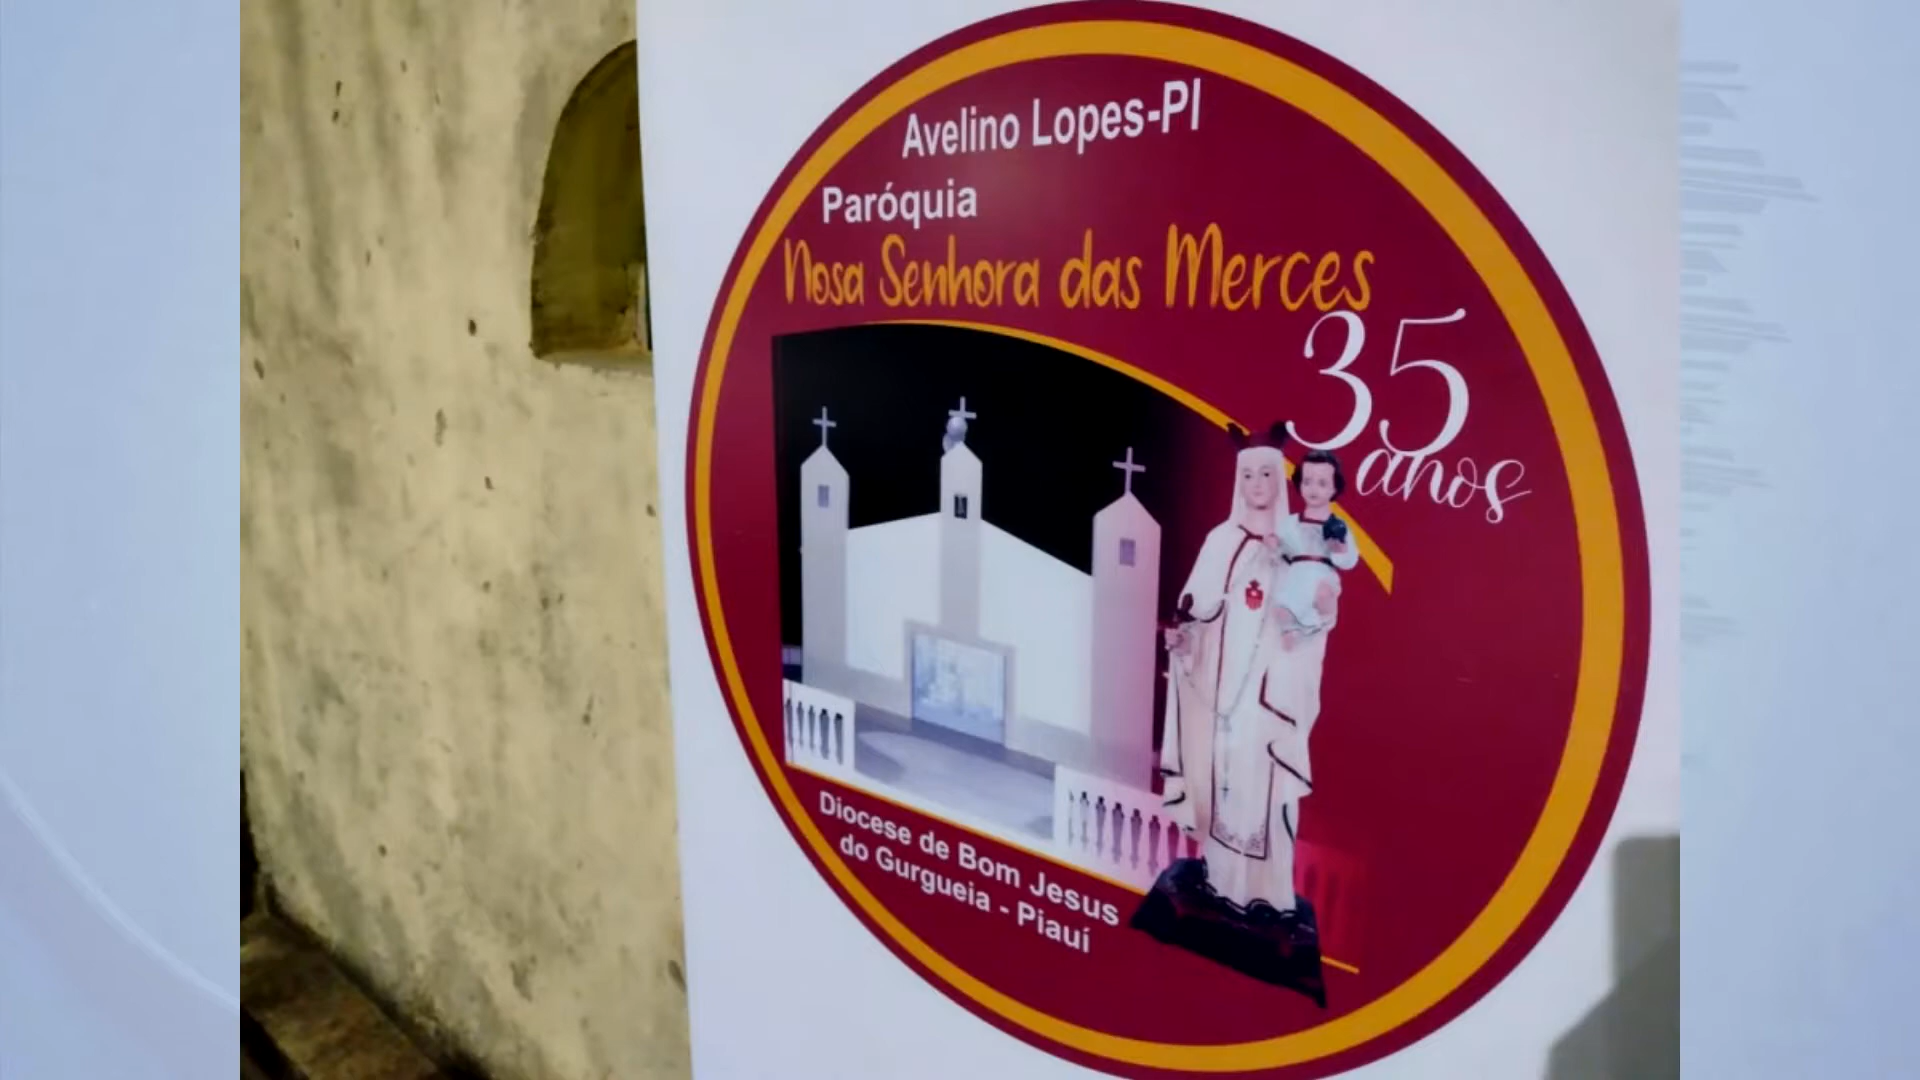 Avelino Lopes-PI
Paróquia
Nosa Senhora das Merces
35
anos
Diocese de Bom Jesus
do Gurgueia - Piauí